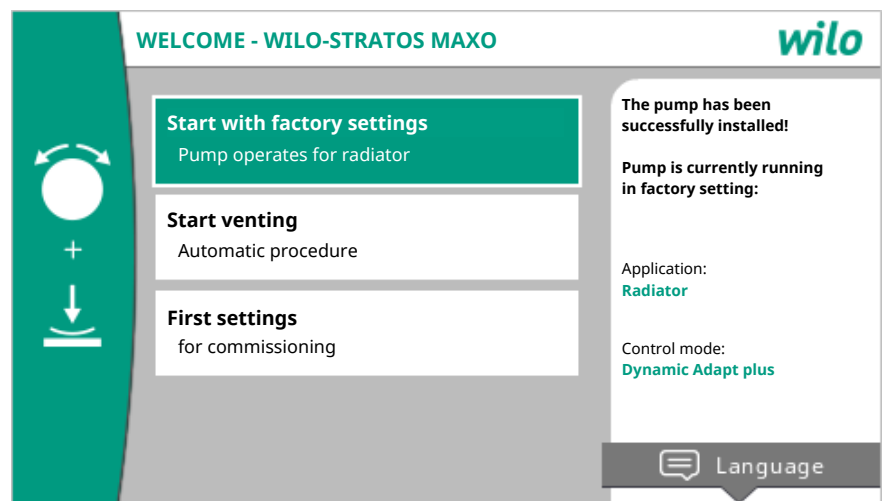 WELCOME - WILO-STRATOS MAXO
wilo
Start with factory settings
Pump operates for radiator
Start venting
Automatic procedure
First settings
for commissioning
+
The pump has been
successfully installed!
Pump is currently running
in factory setting:
Application:
Radiator
Control mode:
Dynamic Adapt plus
Language